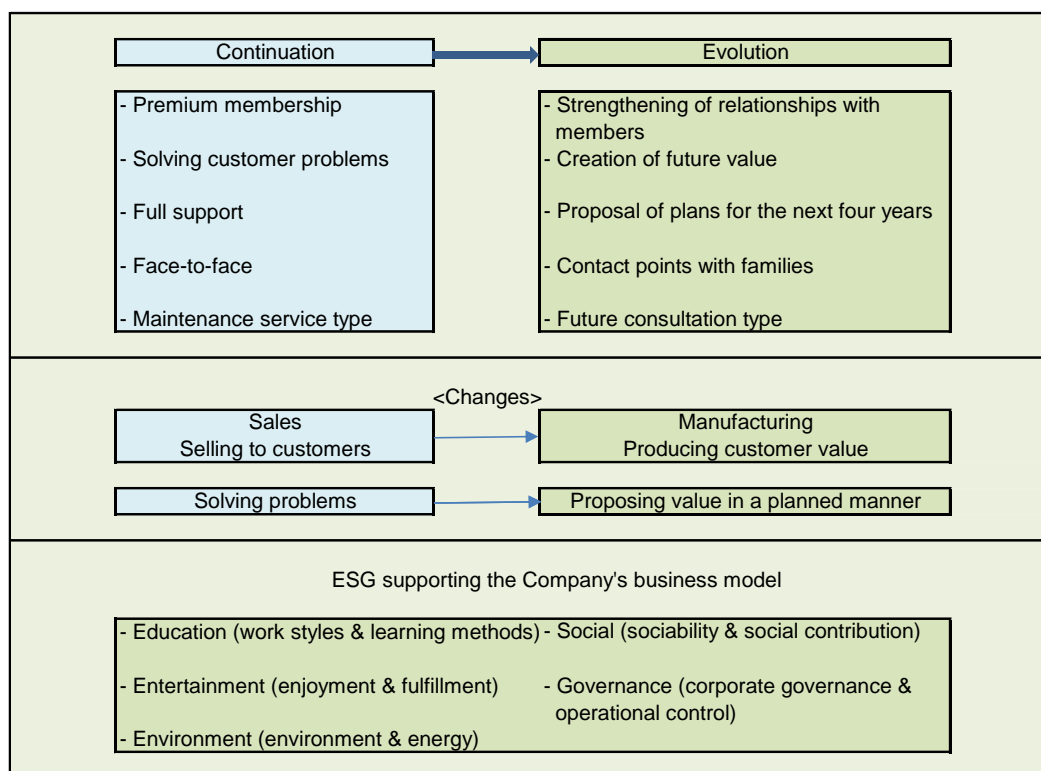 Continuation
Evolution
- Premium membership
- Solving customer problems
- Full support
- Face-to-face
- Maintenance service type
- Strengthening of relationships with
members
- Creation of future value
- Proposal of plans for the next four years
- Contact points with families
- Future consultation type
<Changes>
Sales
Selling to customers
Manufacturing
Producing customer value
Solving problems
Proposing value in a planned manner
ESG supporting the Company's business model
- Education (work styles & learning methods)
- Entertainment (enjoyment & fulfillment)
- Environment (environment & energy)
- Social (sociability & social contribution)
- Governance (corporate governance &
operational control)